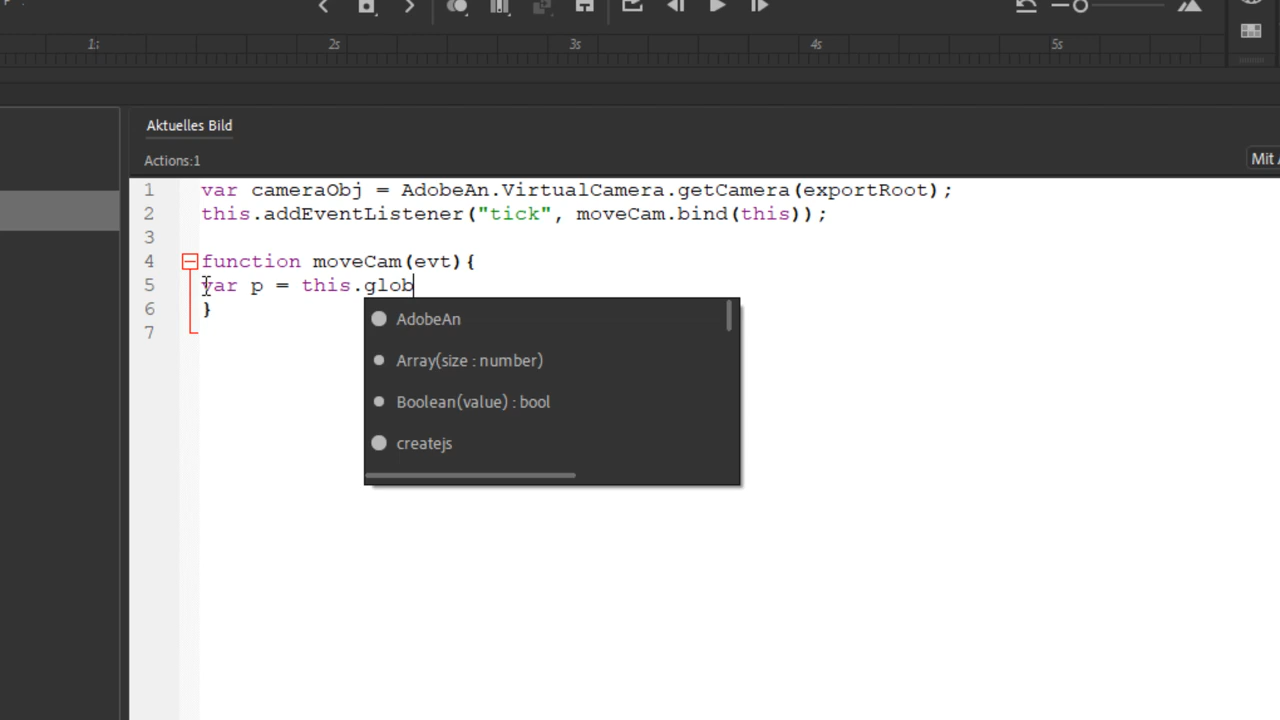 2s
3s
4s
5s
Aktuelles Bild
Actions:1
Mit
1 var cameraObj = AdobeAn.VirtualCamera.getCamera(exportRoot);
2 this.addEventListener("tick", moveCam.bind(this));
3
4 function moveCam(evt){
5 var p = this.glob
6 }
7
AdobeAn
Array(size : number)
Boolean(value) : bool
createjs